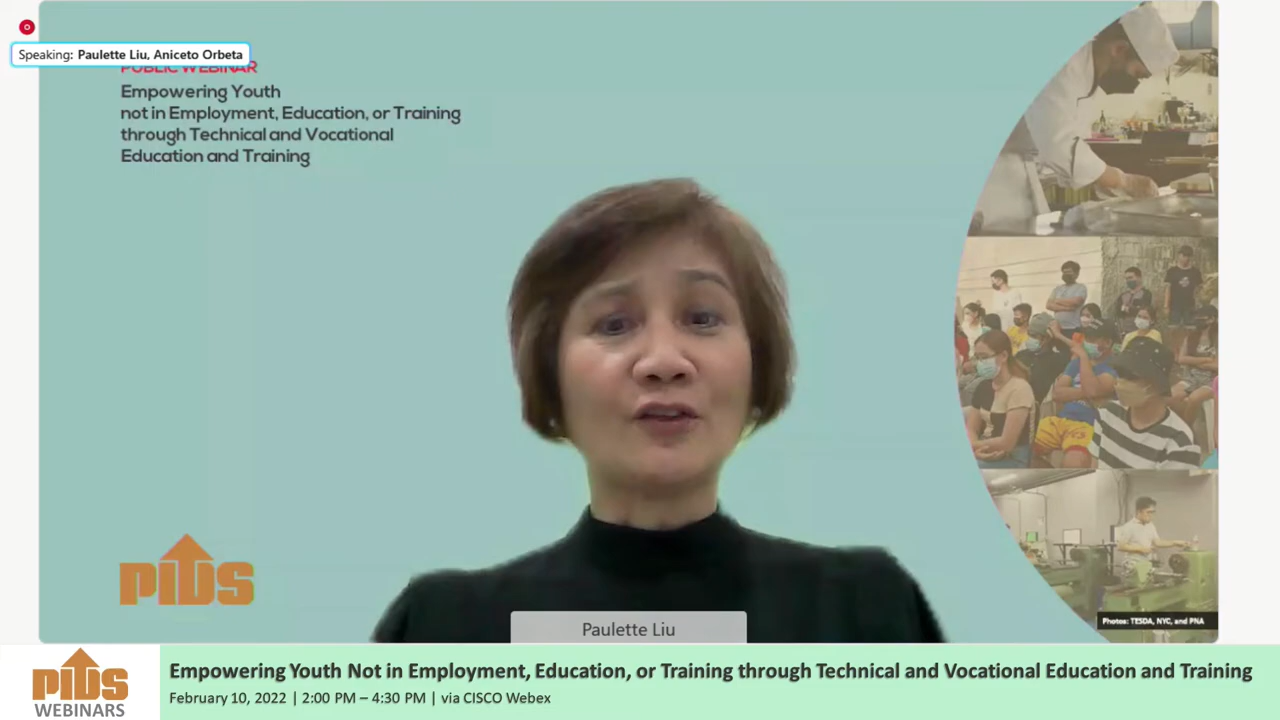 Speaking: Paulette Liu, Aniceto Orbeta
PUBLIC WEBINAR
Empowering Youth
not in Employment, Education, or Training
through Technical and Vocational
Education and Training
PIDS
Paulette Liu
Photos: TESDA, NYC, and PNA
PIDS
WEBINARS
Empowering Youth Not in Employment, Education, or Training through Technical and Vocational Education and Training
February 10, 2022 | 2:00 PM – 4:30 PM | via CISCO Webex